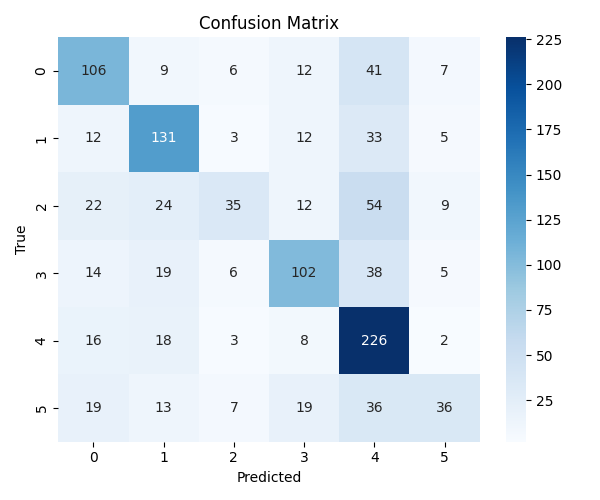 Confusion Matrix
True
0 106 9 6 12 41 7
1 12 131 3 12 33 5
2 22 24 35 12 54 9
3 14 19 6 102 38 5
4 16 18 3 8 226 2
5 19 13 7 19 36 36
0 1 2 3 4 5
Predicted
225
200
175
150
125
100
75
50
25